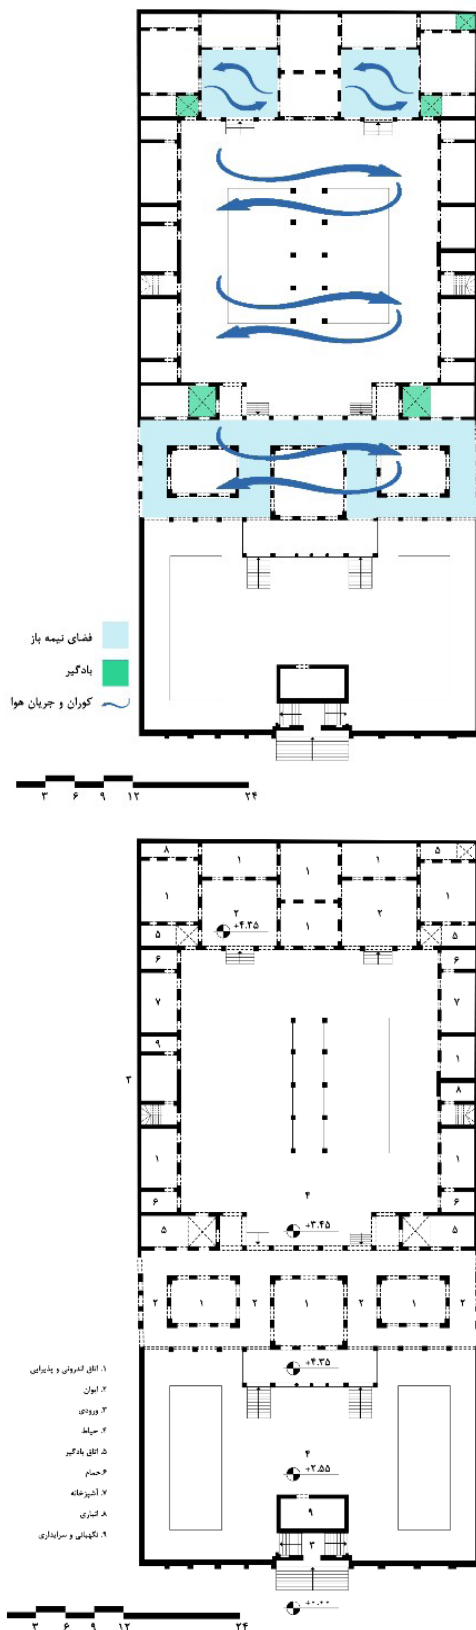 فضای نیمه باز
بادگیر
کوران و جریان هوا
۳ ۶ ۹ ۱۲ ۲۴
۸ ۱ ۱ ۱ ۵
۱ ۲ ۱ ۲ ۱
۵ +۴.۳۵ ۵
۶ ۶
۷ ۷
۹ ۱
۳ ۸
۱ ۱
۶ ۴ ۶
۵ +۳.۴۵ ۵
۲ ۱ ۲ ۱ ۲ ۱ ۲
+۴.۳۵
۴
+۲.۵۵
۹
۳
۱. اتاق اندرونی و پذیرایی
۲. ایوان
۳. ورودی
۴. حیاط
۵. اتاق بادگیر
۶.حمام
۷. آشپزخانه
۸. انباری
۹. نگهبانی و سرایداری
۳ ۶ ۹ ۱۲ ۲۴